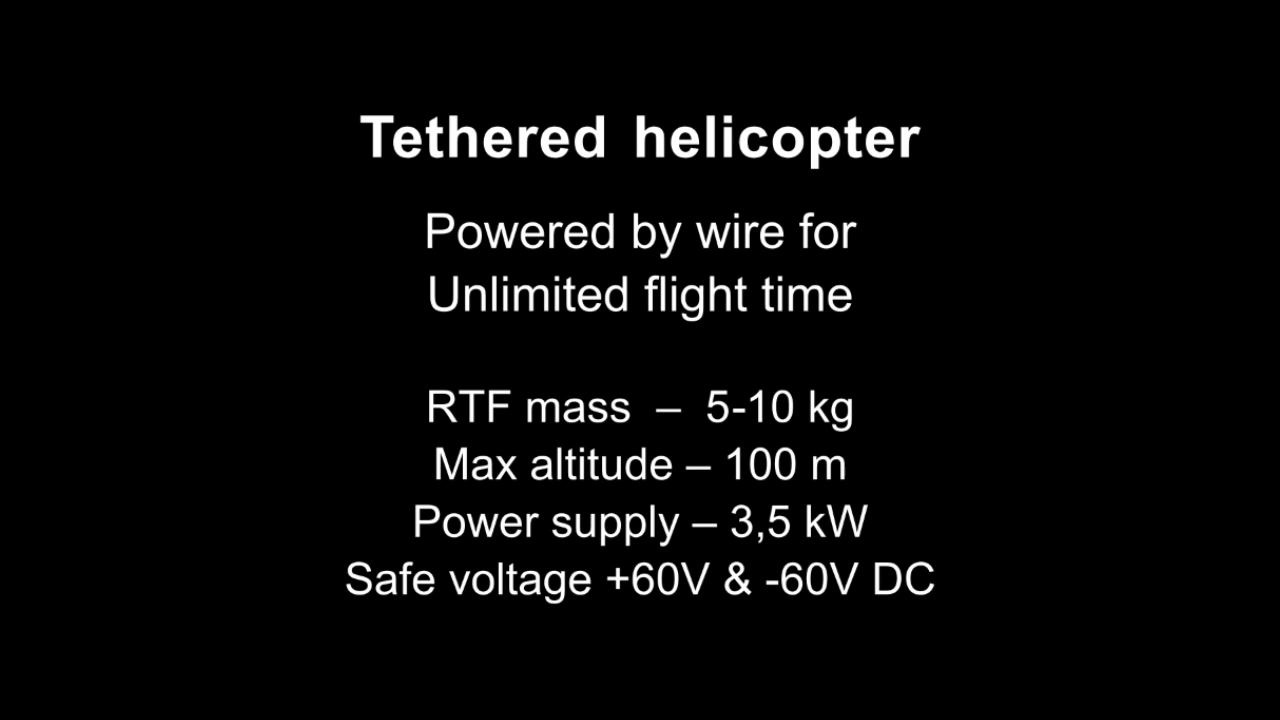 Tethered helicopter
Powered by wire for
Unlimited flight time
RTF mass – 5-10 kg
Max altitude – 100 m
Power supply – 3,5 kW
Safe voltage +60V & -60V DC